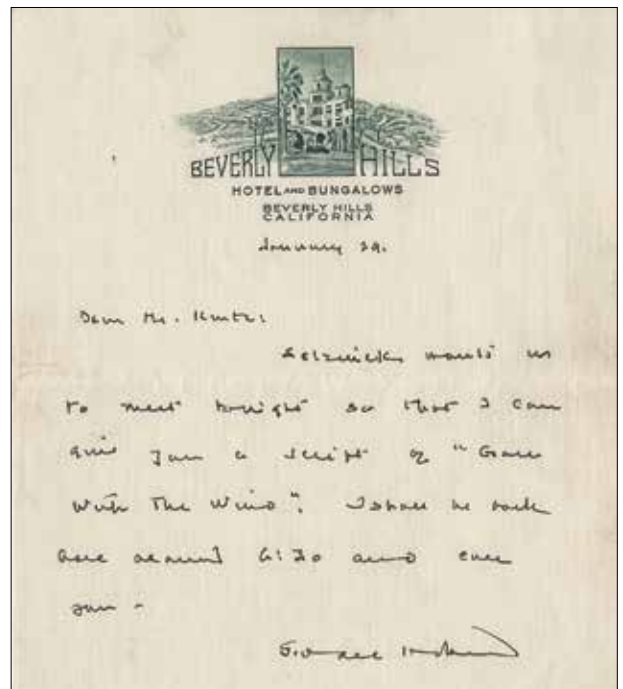 BEVERLY HILLS
HOTEL AND BUNGALOWS
BEVERLY HILLS
CALIFORNIA
January 29.
Dear Mr. Kurtz:
Selznick wants us
to meet tonight so that I can
give you a script of "Gone
With The Wind". I shall be back
here around 6:30 and call
you -